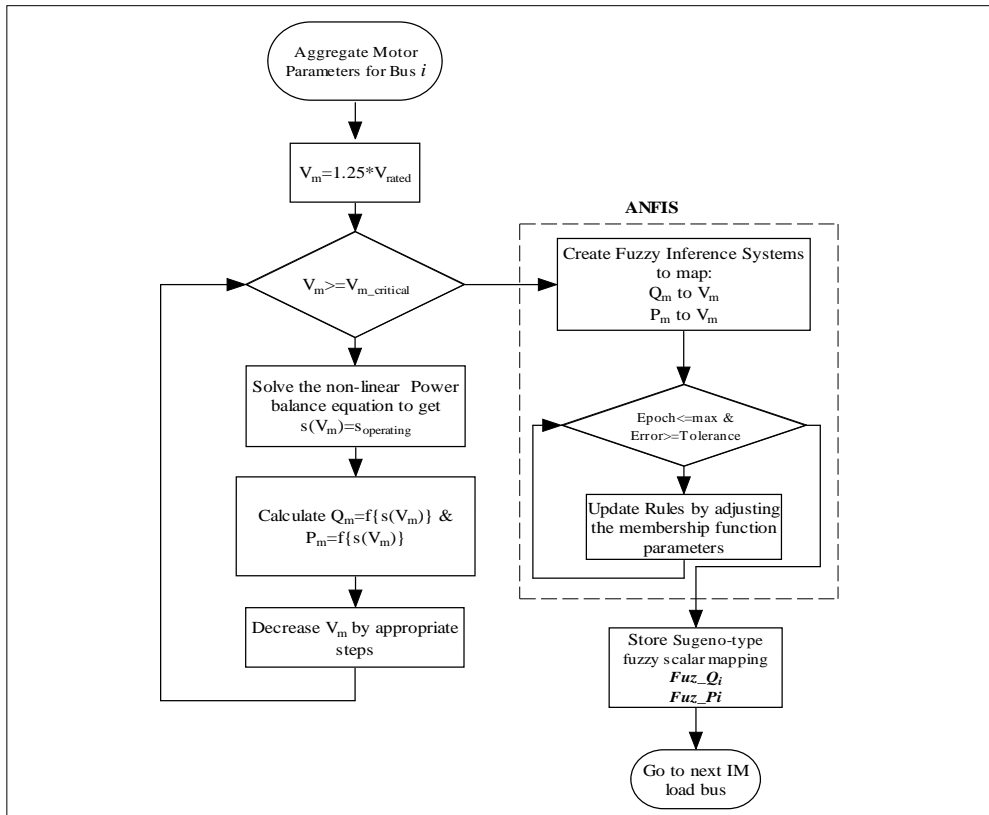 Aggregate Motor
Parameters for Bus i
V_m=1.25*V_rated
V_m>=V_m_critical
Solve the non-linear Power
balance equation to get
s(V_m)=s_operating
Calculate Q_m=f{s(V_m)} &
P_m=f{s(V_m)}
Decrease V_m by appropriate
steps
ANFIS
Create Fuzzy Inference Systems
to map:
Q_m to V_m
P_m to V_m
Epoch<=max &
Error>=Tolerance
Update Rules by adjusting
the membership function
parameters
Store Sugeno-type
fuzzy scalar mapping
Fuz_Q_i
Fuz_Pi
Go to next IM
load bus